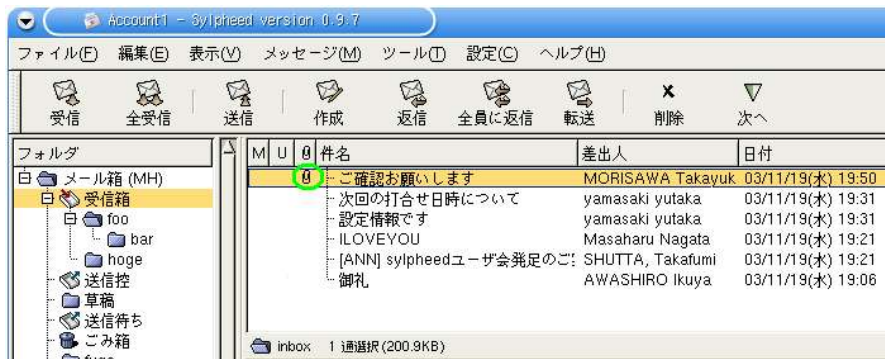 Account1 - Sylpheed version 0.9.7
ファイル(F) 編集(E) 表示(V) メッセージ(M) ツール(T) 設定(C) ヘルプ(H)
受信 全受信 送信 作成 返信 全員に返信 転送 削除 次へ
フォルダ
メール箱 (MH)
受信箱
foo
bar
hoge
送信控
草稿
送信待ち
ごみ箱
M U 件名 差出人 日付
ご確認お願いします MORISAWA Takayuk 03/11/19(水) 19:50
次回の打合せ日時について yamasaki yutaka 03/11/19(水) 19:31
設定情報です yamasaki yutaka 03/11/19(水) 19:31
ILOVEYOU Masaharu Nagata 03/11/19(水) 19:21
[ANN] sylpheedユーザ会発足のご SHUTTA, Takafumi 03/11/19(水) 19:21
御礼 AWASHIRO Ikuya 03/11/19(水) 19:06
inbox 1 通選択(200.9KB)